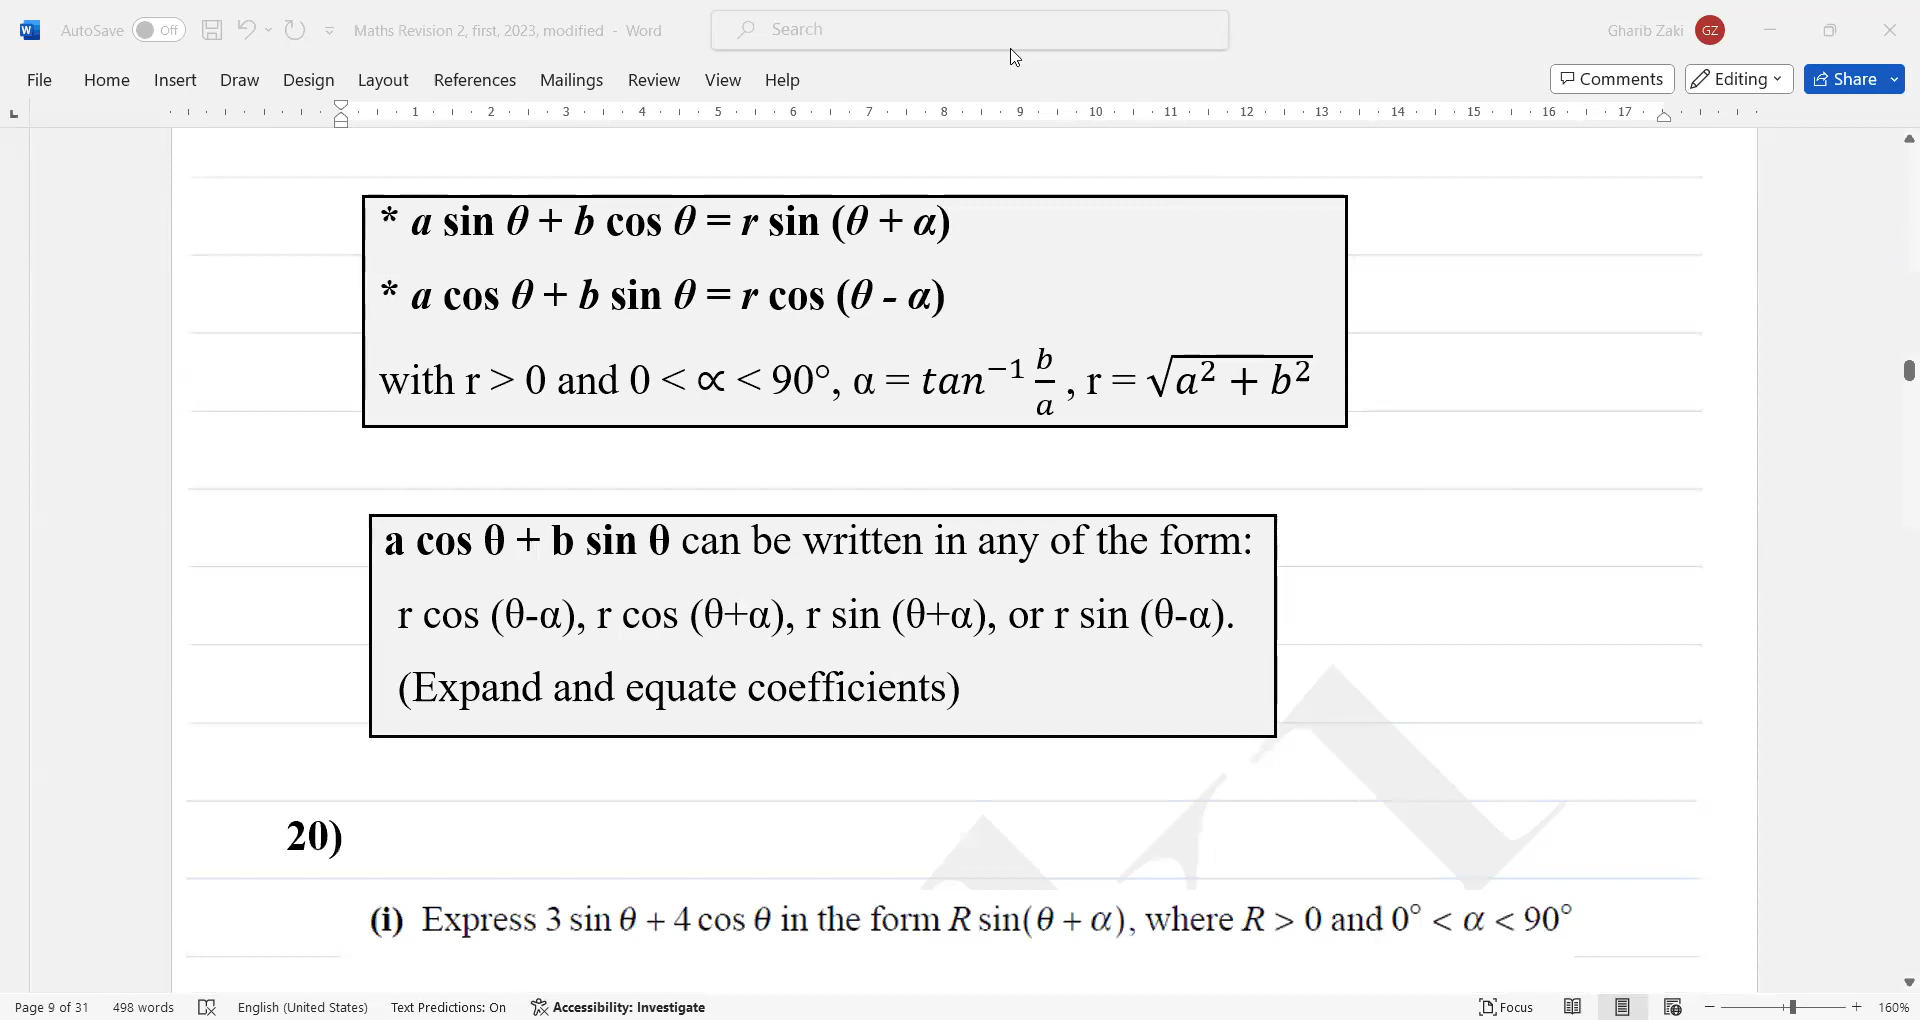 AutoSave Off Maths Revision 2, first, 2023, modified - Word Search Gharib Zaki GZ
File Home Insert Draw Design Layout References Mailings Review View Help Comments Editing Share
1 2 3 4 5 6 7 8 9 10 11 12 13 14 15 16 17
* a sin θ + b cos θ = r sin (θ + α)
* a cos θ + b sin θ = r cos (θ - α)
with r > 0 and 0 < ∝ < 90°, α = tan⁻¹ b/a , r = √(a² + b²)
a cos θ + b sin θ can be written in any of the form:
r cos (θ-α), r cos (θ+α), r sin (θ+α), or r sin (θ-α).
(Expand and equate coefficients)
20)
(i) Express 3 sin θ + 4 cos θ in the form R sin(θ + α), where R > 0 and 0° < α < 90°
Page 9 of 31 498 words English (United States) Text Predictions: On Accessibility: Investigate Focus 160%